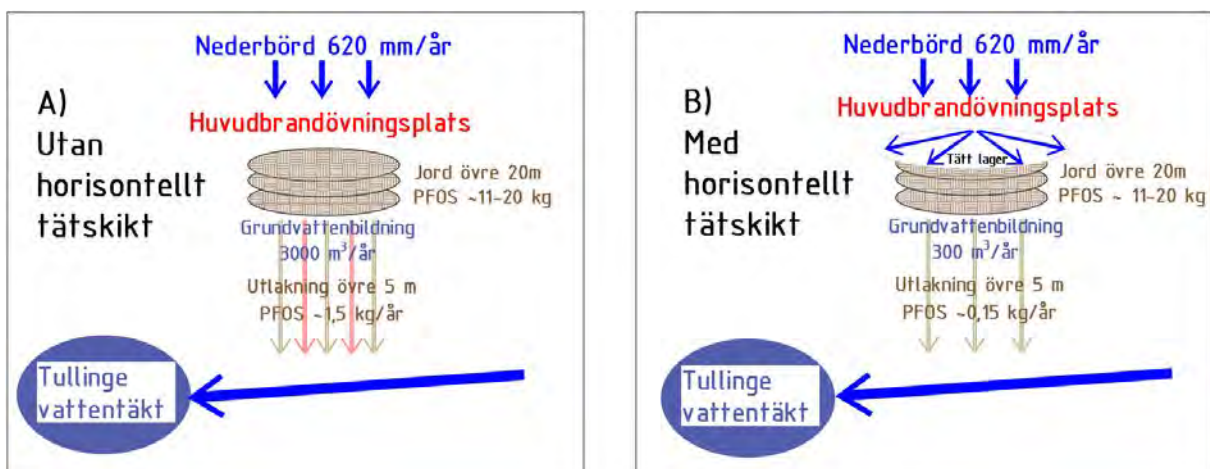 Nederbörd 620 mm/år
A)
Utan
horisontellt
tätskikt
Huvudbrandövningsplats
Jord övre 20m
PFOS ~11-20 kg
Grundvattenbildning
3000 m³/år
Utlakning övre 5 m
PFOS ~1,5 kg/år
Tullinge
vattentäkt
Nederbörd 620 mm/år
B)
Med
horisontellt
tätskikt
Huvudbrandövningsplats
Tätt lager
Jord övre 20m
PFOS ~ 11-20 kg
Grundvattenbildning
300 m³/år
Utlakning övre 5 m
PFOS ~0,15 kg/år
Tullinge
vattentäkt